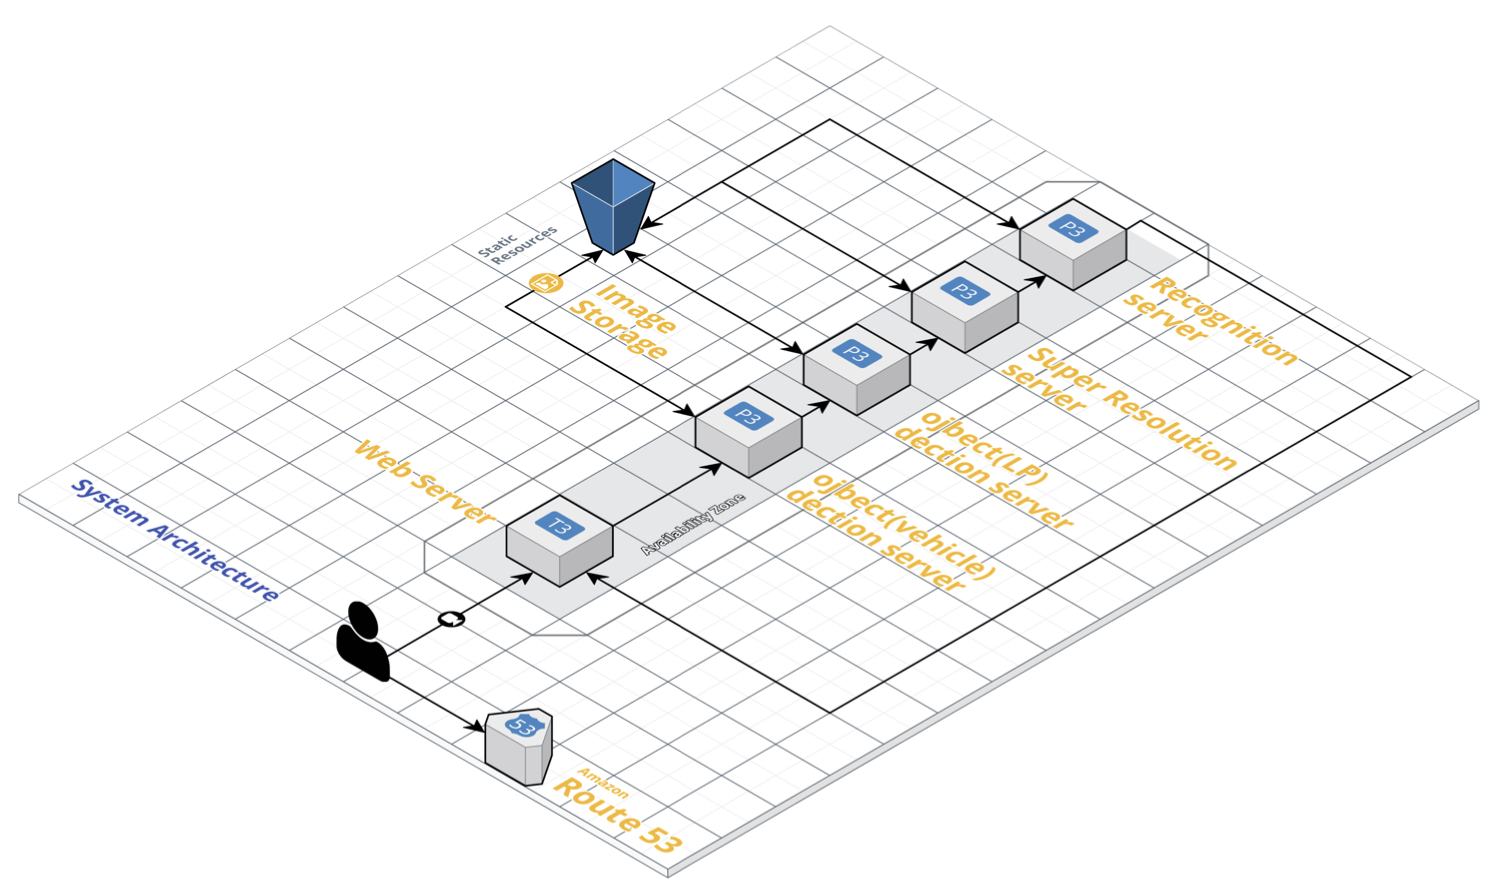 Static
Resources
Image
Storage
P3
Recognition
server
P3
Super Resolution
server
P3
ojbect(LP)
dection server
P3
ojbect(vehicle)
dection server
Web Server
T3
Availability Zone
System Architecture
53
Amazon
Route 53